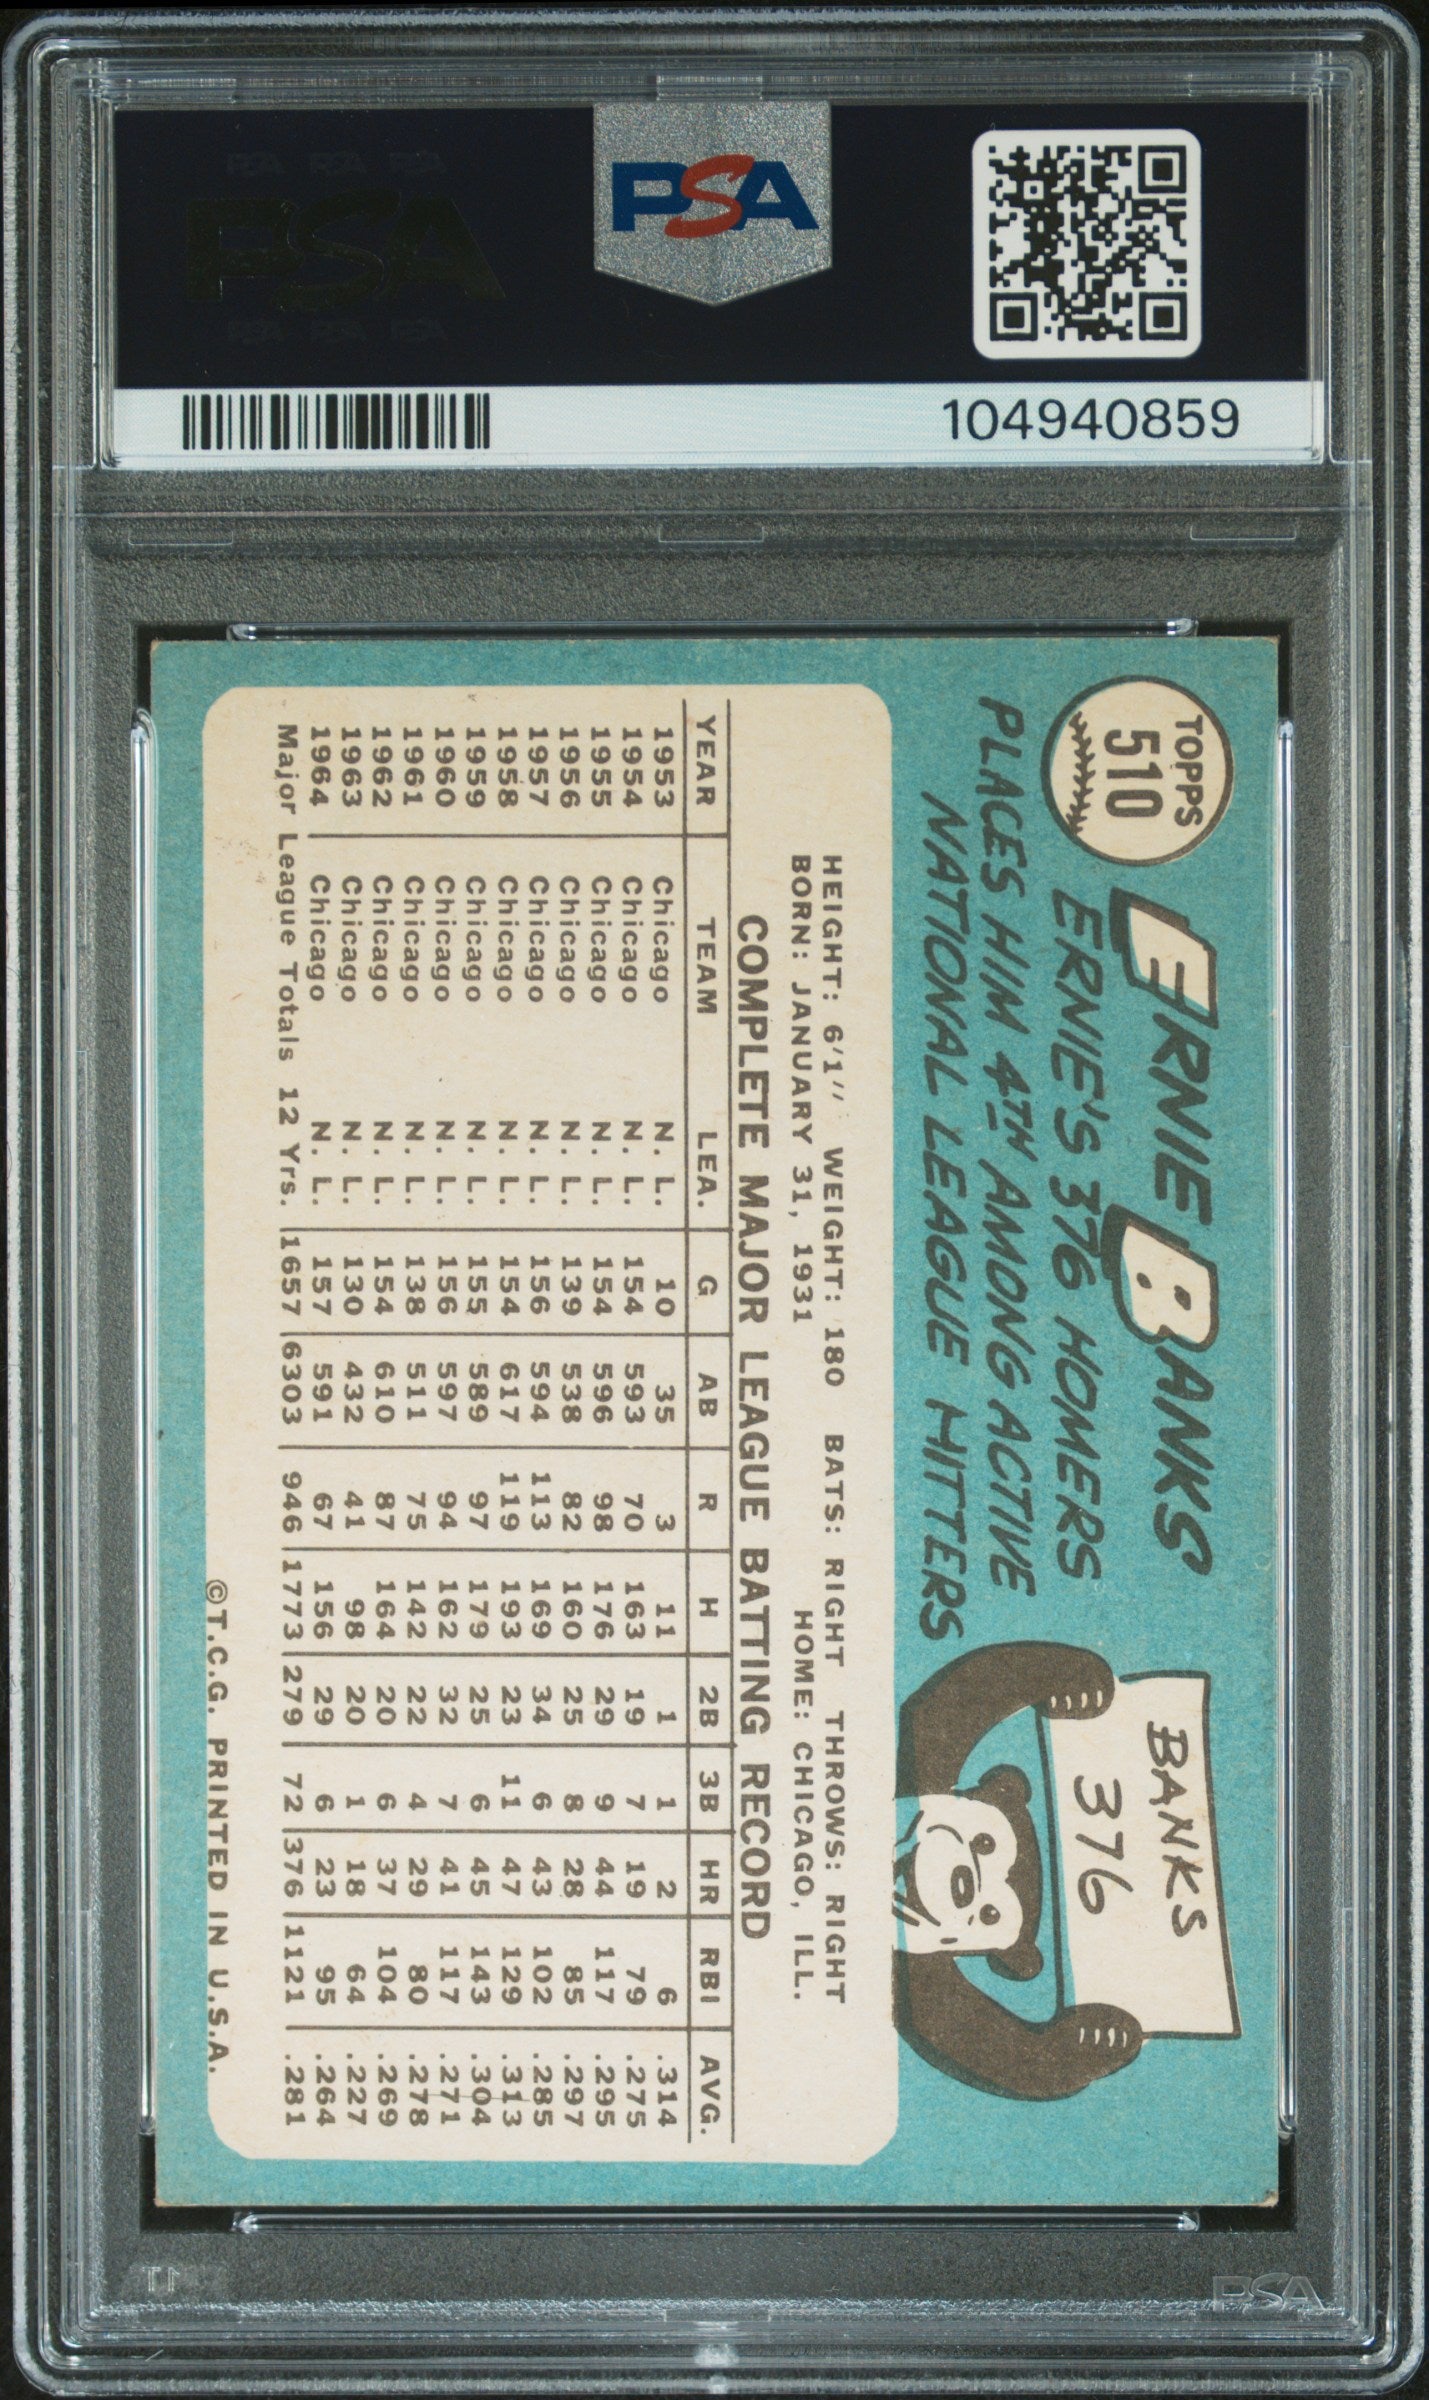 PSA
PSA PSA PSA
PSA
PSA PSA PSA
104940859
TOPPS
510
ERNIE BANKS
ERNIE'S 376 HOMERS
PLACES HIM 4TH AMONG ACTIVE
NATIONAL LEAGUE HITTERS
BANKS
376
HEIGHT: 6'1" WEIGHT: 180 BATS: RIGHT THROWS: RIGHT
BORN: JANUARY 31, 1931 HOME: CHICAGO, ILL.
COMPLETE MAJOR LEAGUE BATTING RECORD
YEAR TEAM LEA. G AB R H 2B 3B HR RBI AVG.
1953 Chicago N. L. 10 35 3 11 1 1 2 6 .314
1954 Chicago N. L. 154 593 70 163 19 7 19 79 .275
1955 Chicago N. L. 154 596 98 176 29 9 44 117 .295
1956 Chicago N. L. 139 538 82 160 25 8 28 85 .297
1957 Chicago N. L. 156 594 113 169 34 6 43 102 .285
1958 Chicago N. L. 154 617 119 193 23 11 47 129 .313
1959 Chicago N. L. 155 589 97 179 25 6 45 143 .304
1960 Chicago N. L. 156 597 94 162 32 7 41 117 .271
1961 Chicago N. L. 138 511 75 142 22 4 29 80 .278
1962 Chicago N. L. 154 610 87 164 20 6 37 104 .269
1963 Chicago N. L. 130 432 41 98 20 1 18 64 .227
1964 Chicago N. L. 157 591 67 156 29 6 23 95 .264
Major League Totals 12 Yrs. 1657 6303 946 1773 279 72 376 1121 .281
©T.C.G. PRINTED IN U.S.A.
PSA